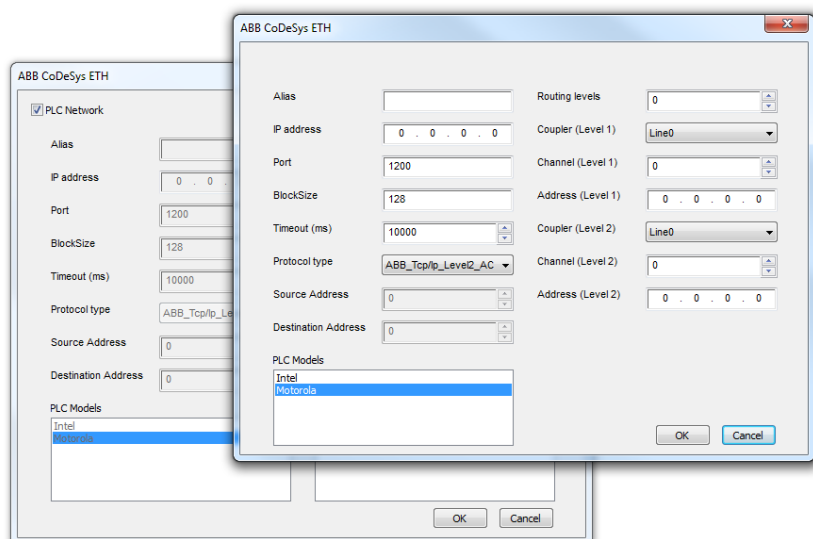 ABB CoDeSys ETH
Alias
IP address
0 . 0 . 0 . 0
Port
1200
BlockSize
128
Timeout (ms)
10000
Protocol type
ABB_Tcp/Ip_Level2_AC
Source Address
0
Destination Address
0
PLC Models
Intel
Motorola
Routing levels
0
Coupler (Level 1)
Line0
Channel (Level 1)
0
Address (Level 1)
0 . 0 . 0 . 0
Coupler (Level 2)
Line0
Channel (Level 2)
0
Address (Level 2)
0 . 0 . 0 . 0
OK
Cancel
ABB CoDeSys ETH
PLC Network
Alias
IP address
0 . 0 .
Port
1200
BlockSize
128
Timeout (ms)
10000
Protocol type
ABB_Tcp/Ip_Le
Source Address
0
Destination Address
0
PLC Models
Intel
Motorola
OK
Cancel